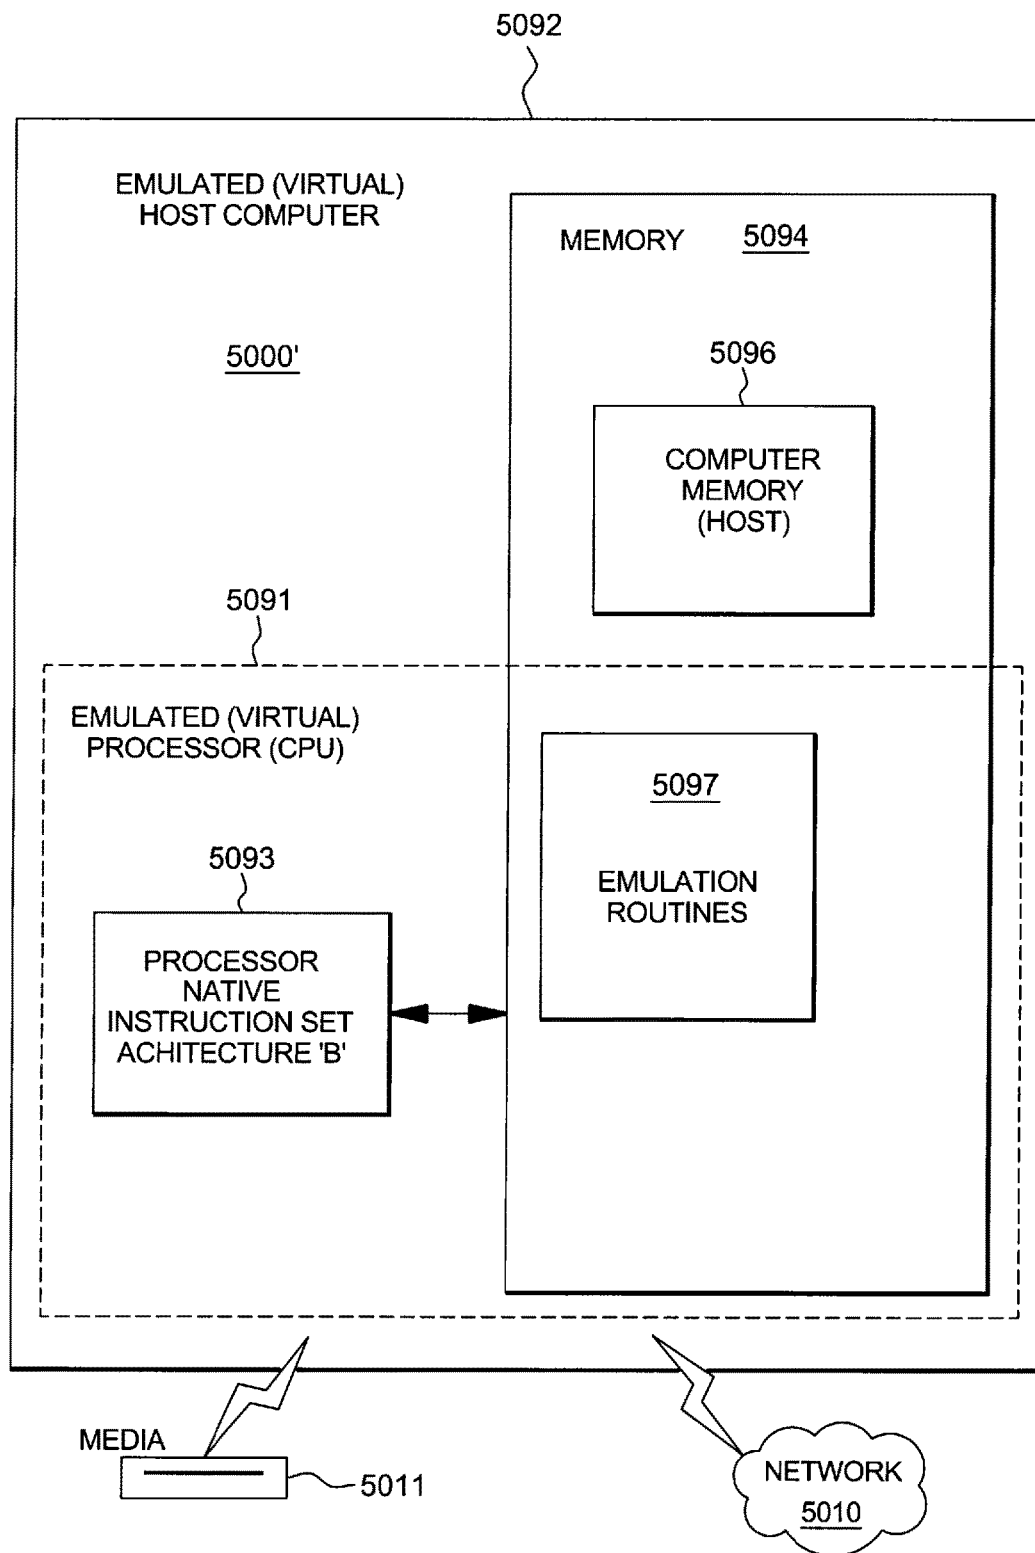 5092
EMULATED (VIRTUAL)
HOST COMPUTER
MEMORY 5094
5000'
5096
COMPUTER
MEMORY
(HOST)
5091
EMULATED (VIRTUAL)
PROCESSOR (CPU)
5097
EMULATION
ROUTINES
5093
PROCESSOR
NATIVE
INSTRUCTION SET
ACHITECTURE 'B'
MEDIA
5011
NETWORK
5010